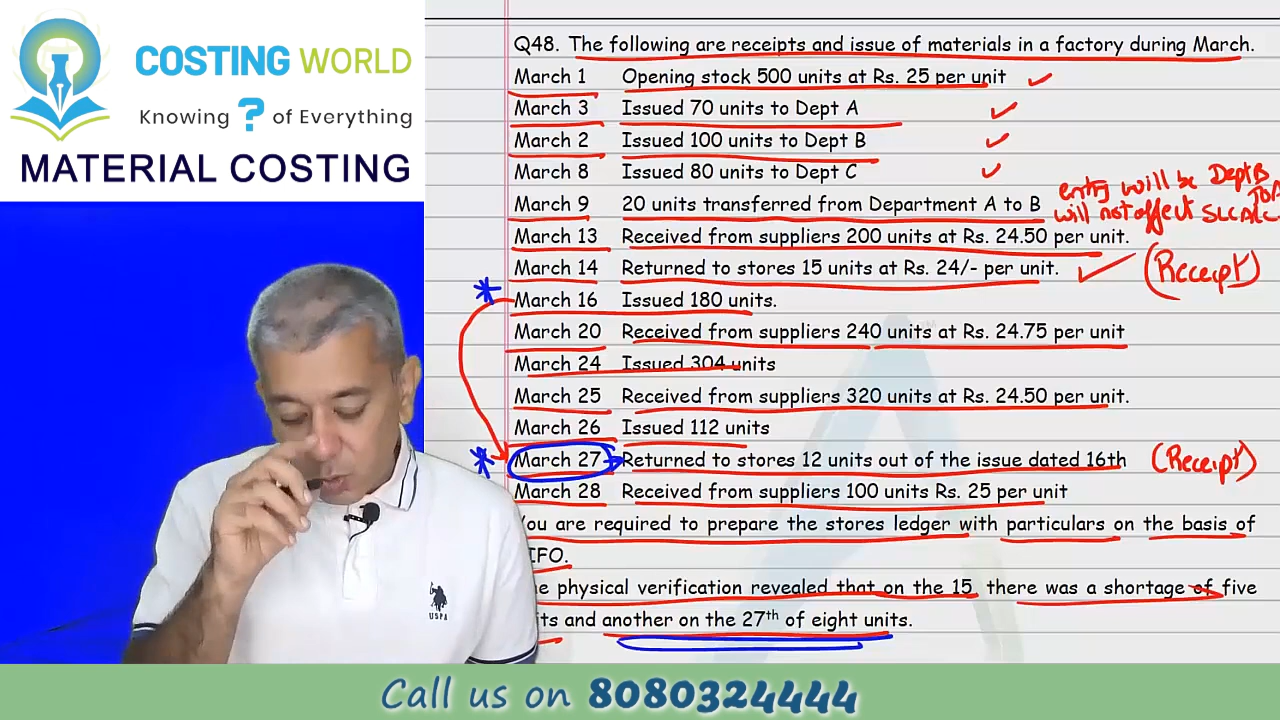 COSTING WORLD
Knowing ? of Everything
MATERIAL COSTING
Q48. The following are receipts and issue of materials in a factory during March.
March 1 Opening stock 500 units at Rs. 25 per unit
March 3 Issued 70 units to Dept A
March 2 Issued 100 units to Dept B
March 8 Issued 80 units to Dept C
March 9 20 units transferred from Department A to B
entry will be Dept B
will not affect SLC A/c
March 13 Received from suppliers 200 units at Rs. 24.50 per unit.
March 14 Returned to stores 15 units at Rs. 24/- per unit. (Receipt)
March 16 Issued 180 units.
March 20 Received from suppliers 240 units at Rs. 24.75 per unit
March 24 Issued 304 units
March 25 Received from suppliers 320 units at Rs. 24.50 per unit.
March 26 Issued 112 units
March 27 Returned to stores 12 units out of the issue dated 16th (Receipt)
March 28 Received from suppliers 100 units Rs. 25 per unit
You are required to prepare the stores ledger with particulars on the basis of
IFO.
physical verification revealed that on the 15 there was a shortage of five
and another on the 27th of eight units.
USPA
Call us on 8080324444